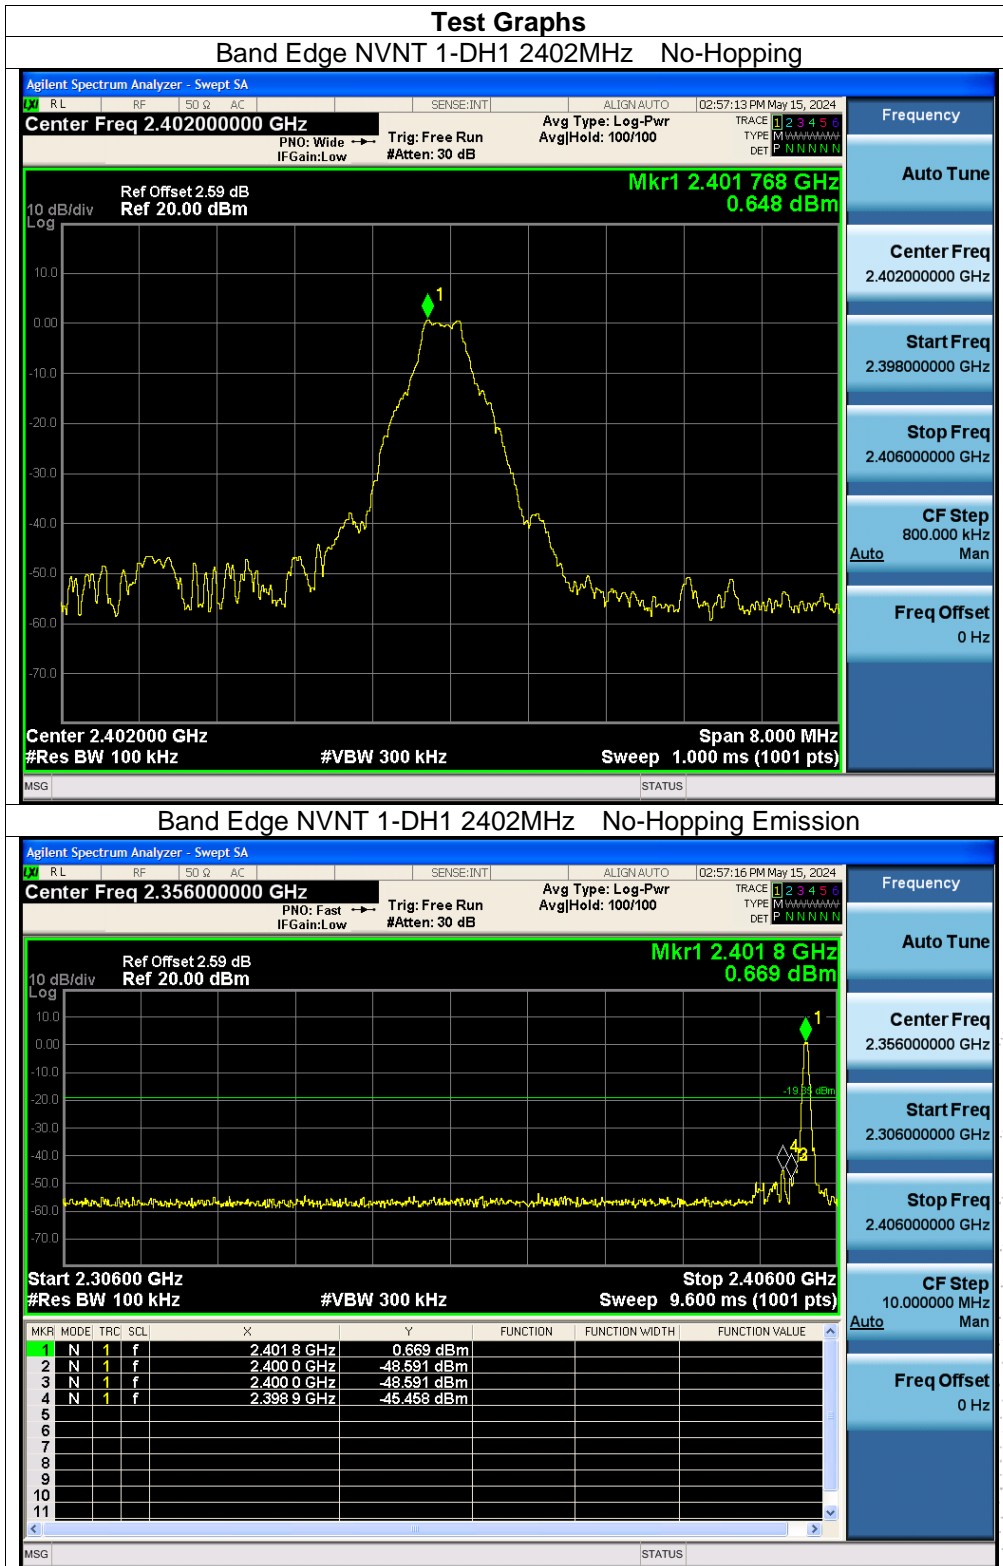 Test Graphs
Band Edge NVNT 1-DH1 2402MHz No-Hopping
Agilent Spectrum Analyzer - Swept SA
LXI RL RF 50 Ω AC SENSE:INT ALIGN AUTO 02:57:13 PM May 15, 2024
Center Freq 2.402000000 GHz Avg Type: Log-Pwr TRACE 1 2 3 4 5 6
PNO: Wide Trig: Free Run Avg|Hold: 100/100 TYPE M WWWWW
IFGain:Low #Atten: 30 dB DET P N N N N N
Frequency
Auto Tune
Center Freq
2.402000000 GHz
Start Freq
2.398000000 GHz
Stop Freq
2.406000000 GHz
CF Step
800.000 kHz
Auto Man
Freq Offset
0 Hz
Mkr1 2.401 768 GHz
0.648 dBm
Ref Offset 2.59 dB
10 dB/div Ref 20.00 dBm
Log
10.0
1
0.00
-10.0
-20.0
-30.0
-40.0
-50.0
-60.0
-70.0
Center 2.402000 GHz Span 8.000 MHz
#Res BW 100 kHz #VBW 300 kHz Sweep 1.000 ms (1001 pts)
MSG STATUS
Band Edge NVNT 1-DH1 2402MHz No-Hopping Emission
Agilent Spectrum Analyzer - Swept SA
LXI RL RF 50 Ω AC SENSE:INT ALIGN AUTO 02:57:16 PM May 15, 2024
Center Freq 2.356000000 GHz Avg Type: Log-Pwr TRACE 1 2 3 4 5 6
PNO: Fast Trig: Free Run Avg|Hold: 100/100 TYPE M WWWWW
IFGain:Low #Atten: 30 dB DET P N N N N N
Frequency
Auto Tune
Center Freq
2.356000000 GHz
Start Freq
2.306000000 GHz
Stop Freq
2.406000000 GHz
CF Step
10.000000 MHz
Auto Man
Freq Offset
0 Hz
Mkr1 2.401 8 GHz
0.669 dBm
Ref Offset 2.59 dB
10 dB/div Ref 20.00 dBm
Log
10.0
1
0.00
-10.0
-20.0
-30.0
-40.0
4
2
-50.0
-60.0
-70.0
Start 2.30600 GHz Stop 2.40600 GHz
#Res BW 100 kHz #VBW 300 kHz Sweep 9.600 ms (1001 pts)
MKR MODE TRC SCL X Y FUNCTION FUNCTION WIDTH FUNCTION VALUE
1 N 1 f 2.401 8 GHz 0.669 dBm
2 N 1 f 2.400 0 GHz -48.591 dBm
3 N 1 f 2.400 0 GHz -48.591 dBm
4 N 1 f 2.398 9 GHz -45.458 dBm
5
6
7
8
9
10
11
MSG STATUS